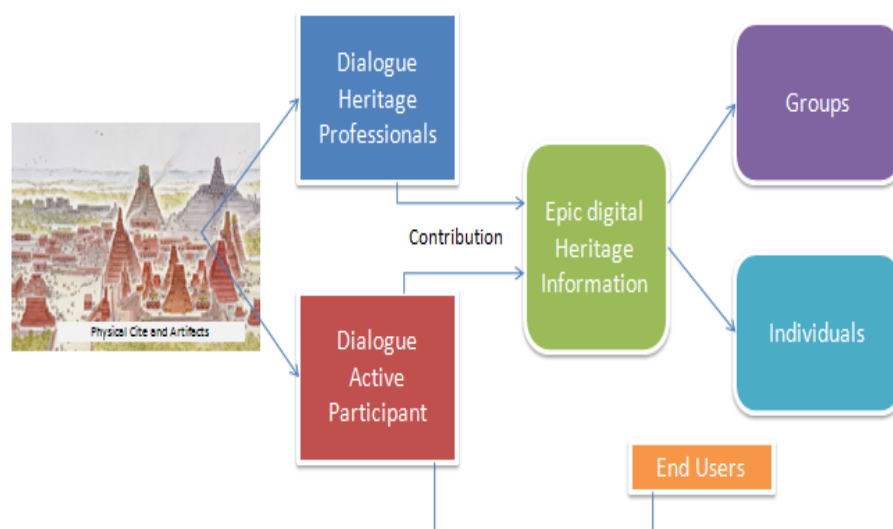 Dialogue
Heritage
Professionals
Groups
Physical Cite and Artifacts
Contribution
Epic digital
Heritage
Information
Dialogue
Active
Participant
Individuals
End Users